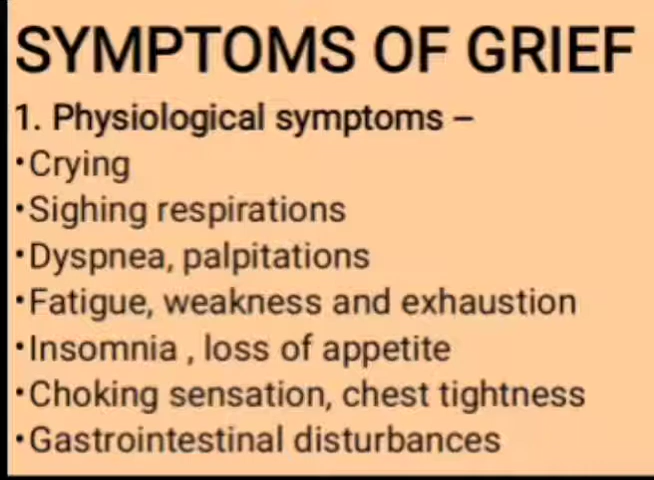 SYMPTOMS OF GRIEF
1. Physiological symptoms –
•Crying
•Sighing respirations
•Dyspnea, palpitations
•Fatigue, weakness and exhaustion
•Insomnia , loss of appetite
•Choking sensation, chest tightness
•Gastrointestinal disturbances